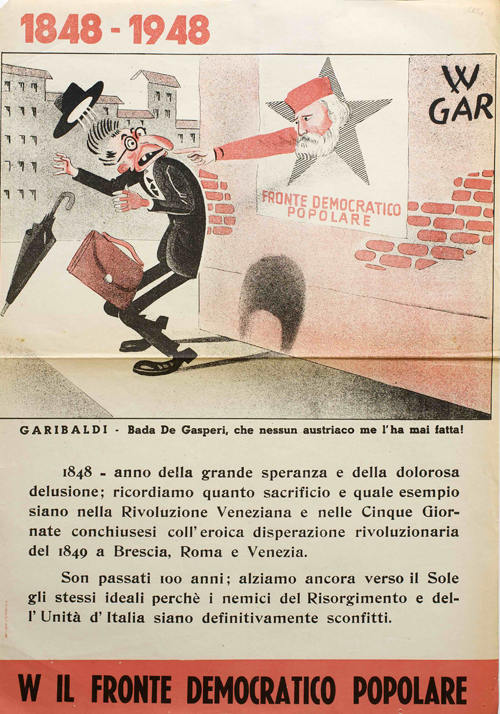 1848 - 1948
W
GAR
FRONTE DEMOCRATICO
POPOLARE
GARIBALDI - Bada De Gasperi, che nessun austriaco me l'ha mai fatta!
1848 - anno della grande speranza e della dolorosa
delusione; ricordiamo quanto sacrificio e quale esempio
siano nella Rivoluzione Veneziana e nelle Cinque Gior-
nate conchiusesi coll'eroica disperazione rivoluzionaria
del 1849 a Brescia, Roma e Venezia.
Son passati 100 anni; alziamo ancora verso il Sole
gli stessi ideali perchè i nemici del Risorgimento e del-
l'Unità d'Italia siano definitivamente sconfitti.
W IL FRONTE DEMOCRATICO POPOLARE